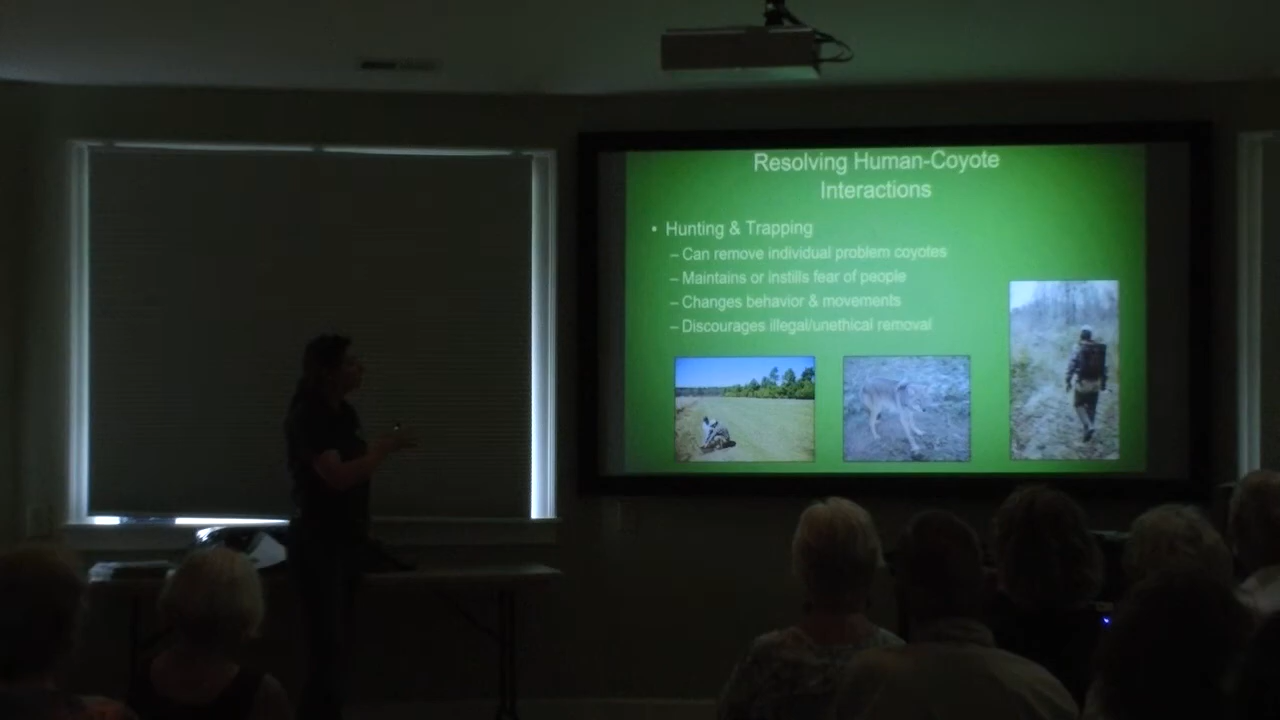 Resolving Human-Coyote
Interactions
• Hunting & Trapping
– Can remove individual problem coyotes
– Maintains or instills fear of people
– Changes behavior & movements
– Discourages illegal/unethical removal